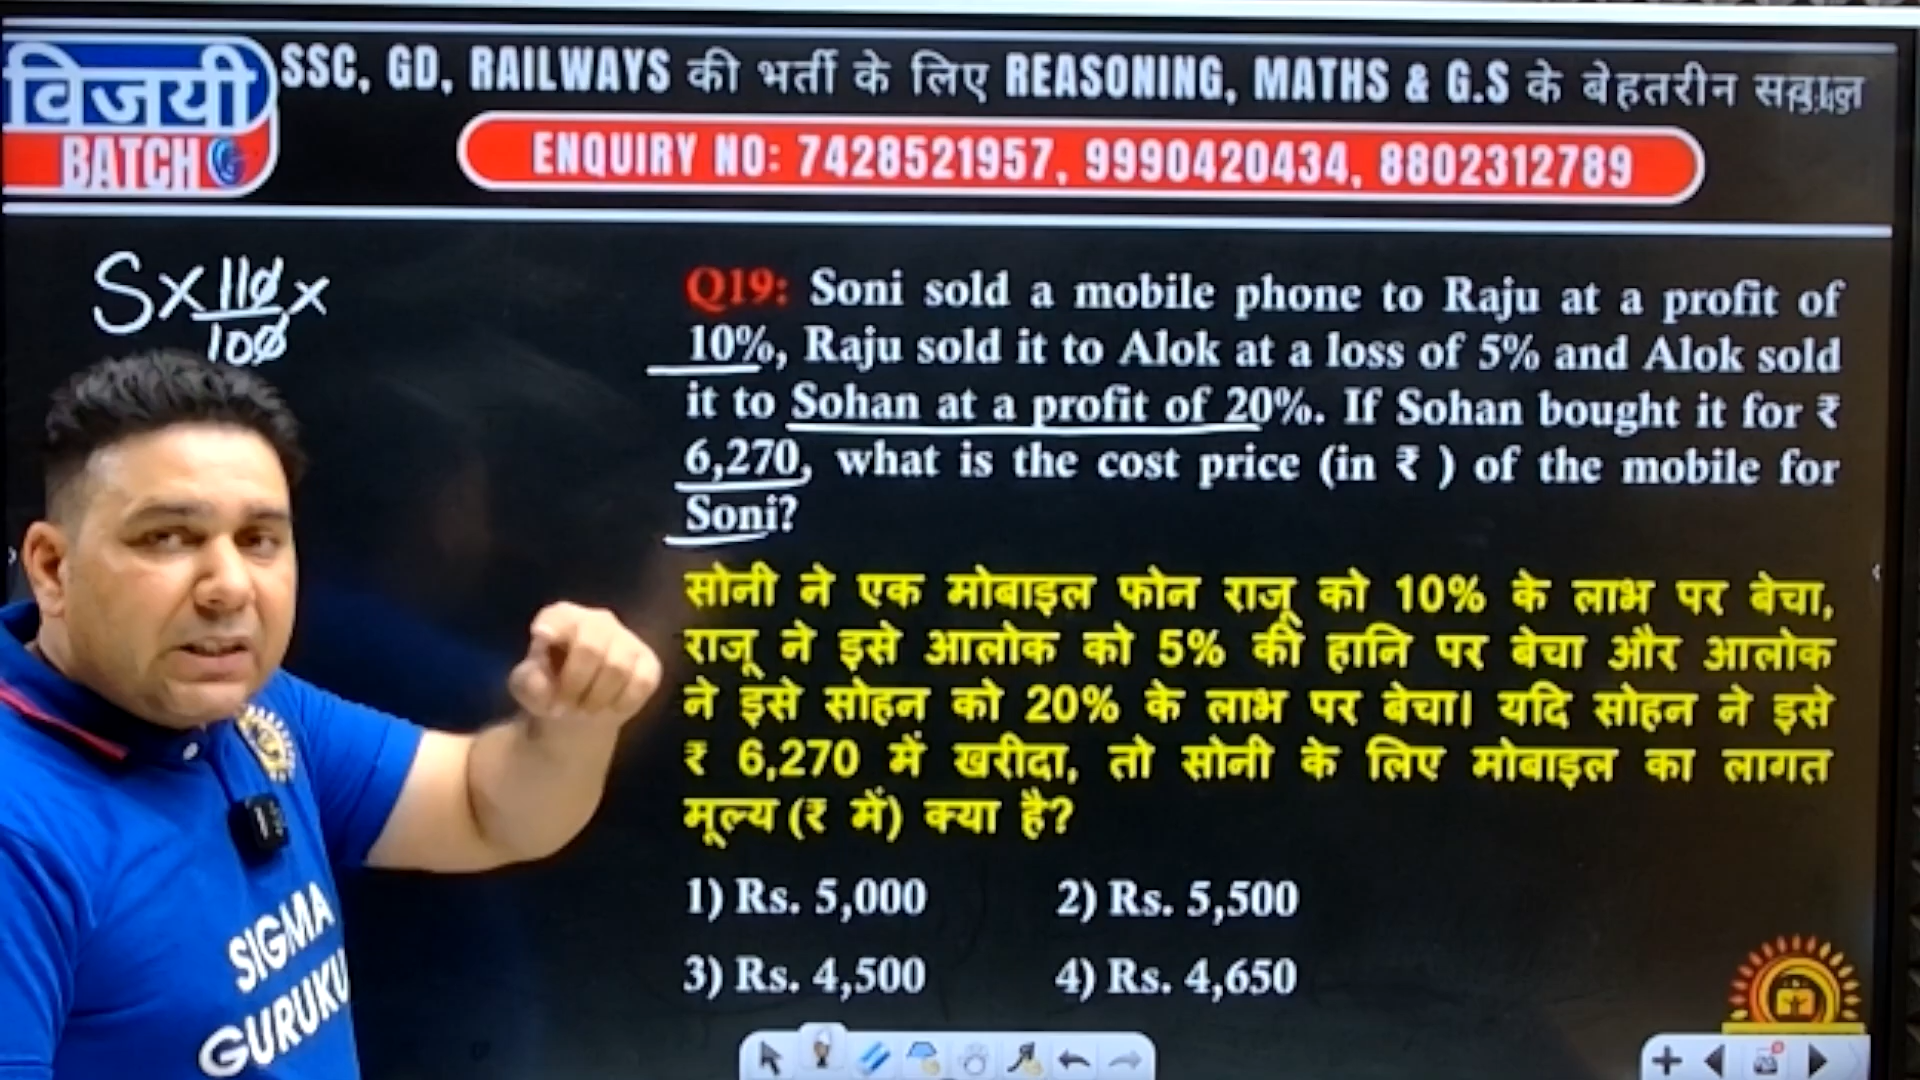 विजयी
BATCH
SSC, GD, RAILWAYS की भर्ती के लिए REASONING, MATHS & G.S के बेहतरीन
ENQUIRY NO: 7428521957, 9990420434, 8802312789
S × 110/100 ×
Q19: Soni sold a mobile phone to Raju at a profit of
10%, Raju sold it to Alok at a loss of 5% and Alok sold
it to Sohan at a profit of 20%. If Sohan bought it for ₹
6,270, what is the cost price (in ₹ ) of the mobile for
Soni?
सोनी ने एक मोबाइल फोन राजू को 10% के लाभ पर बेचा,
राजू ने इसे आलोक को 5% की हानि पर बेचा और आलोक
ने इसे सोहन को 20% के लाभ पर बेचा। यदि सोहन ने इसे
₹ 6,270 में खरीदा, तो सोनी के लिए मोबाइल का लागत
मूल्य (₹ में) क्या है?
1) Rs. 5,000 2) Rs. 5,500
3) Rs. 4,500 4) Rs. 4,650
SIGMA
GURUKU